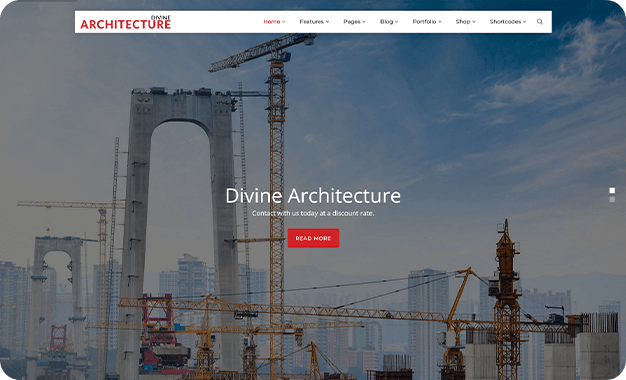 DIVINE
ARCHITECTURE
Home Features Pages Blog Portfolio Shop Shortcodes
Divine Architecture
Contact with us today at a discount rate.
READ MORE